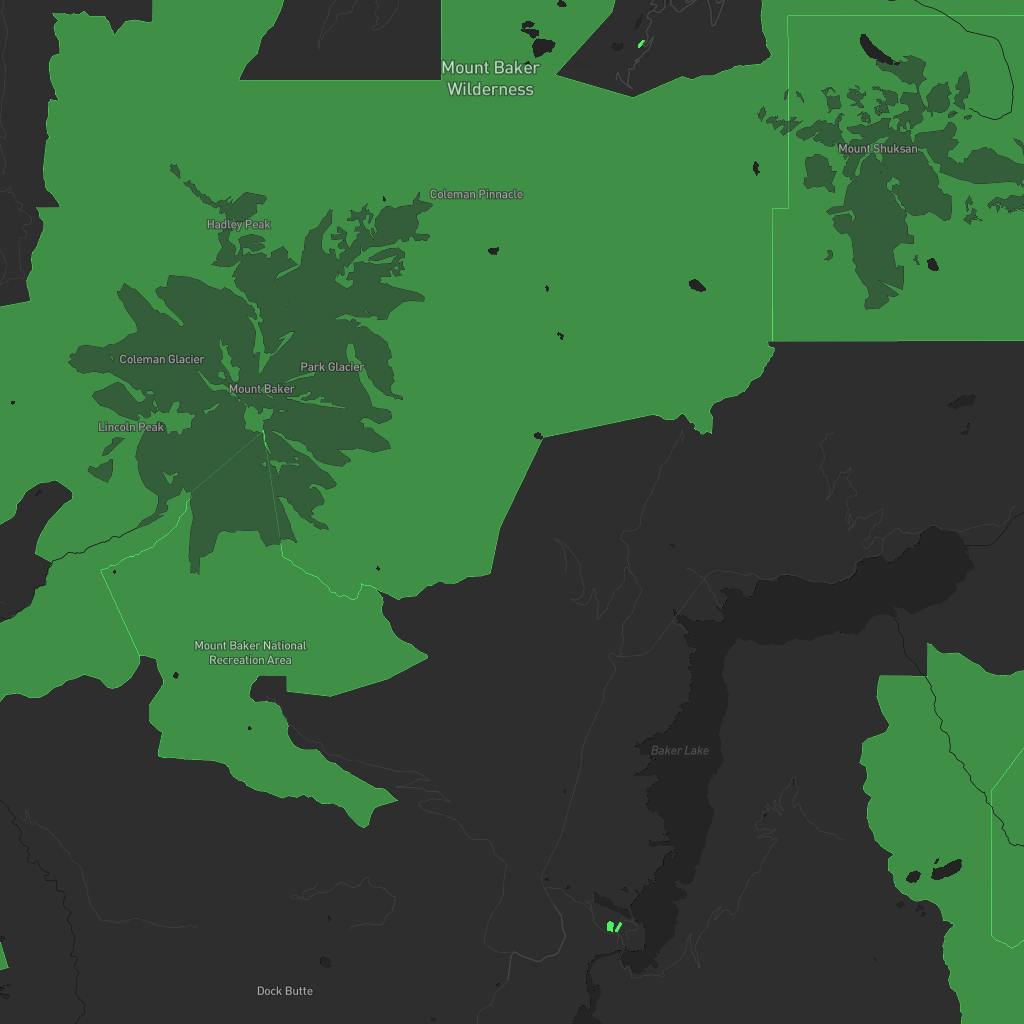 Mount Baker
Wilderness
Mount Shuksan
Coleman Pinnacle
Hadley Peak
Coleman Glacier
Park Glacier
Mount Baker
Lincoln Peak
Mount Baker National
Recreation Area
Baker Lake
Dock Butte